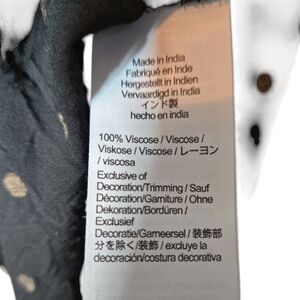 Made in India
Fabriqué en Inde
Hergestellt in Indien
Vervaardigd in India
インド製
hecho en india
100% Viscose / Viscose /
Viskose / Viscose / レーヨン
/ viscosa
Exclusive of
Decoration/Trimming / Sauf
Décoration/Garniture / Ohne
Dekoration/Bordüren /
Exclusief
Decoratie/Garneersel / 装飾部
分を除く/装飾 / excluye la
decoración/costura decorativa